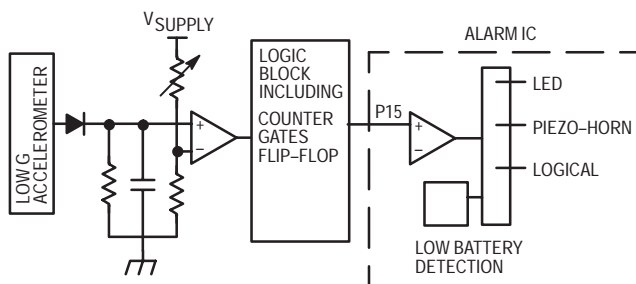 V SUPPLY
LOW G
ACCELEROMETER
+
−
LOGIC
BLOCK
INCLUDING
COUNTER
GATES
FLIP–FLOP
P15
ALARM IC
+
−
LED
PIEZO–HORN
LOGICAL
LOW BATTERY
DETECTION